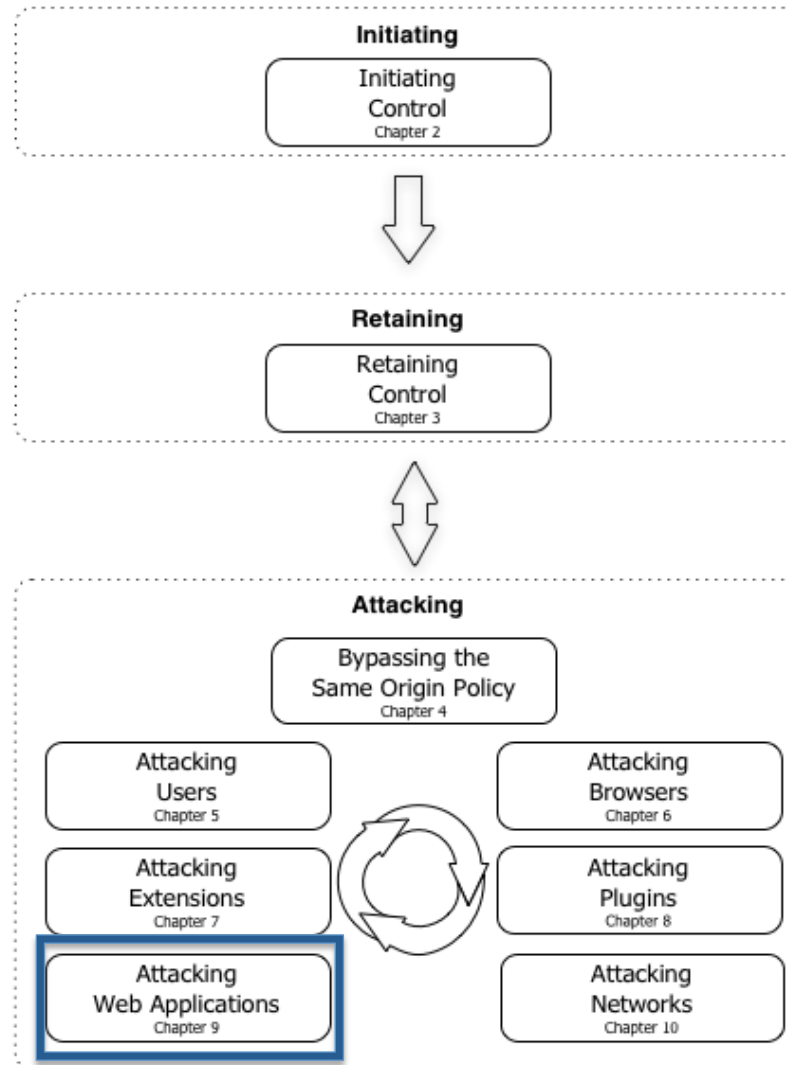 Initiating
Initiating
Control
Chapter 2
Retaining
Retaining
Control
Chapter 3
Attacking
Bypassing the
Same Origin Policy
Chapter 4
Attacking
Users
Chapter 5
Attacking
Browsers
Chapter 6
Attacking
Extensions
Chapter 7
Attacking
Plugins
Chapter 8
Attacking
Web Applications
Chapter 9
Attacking
Networks
Chapter 10